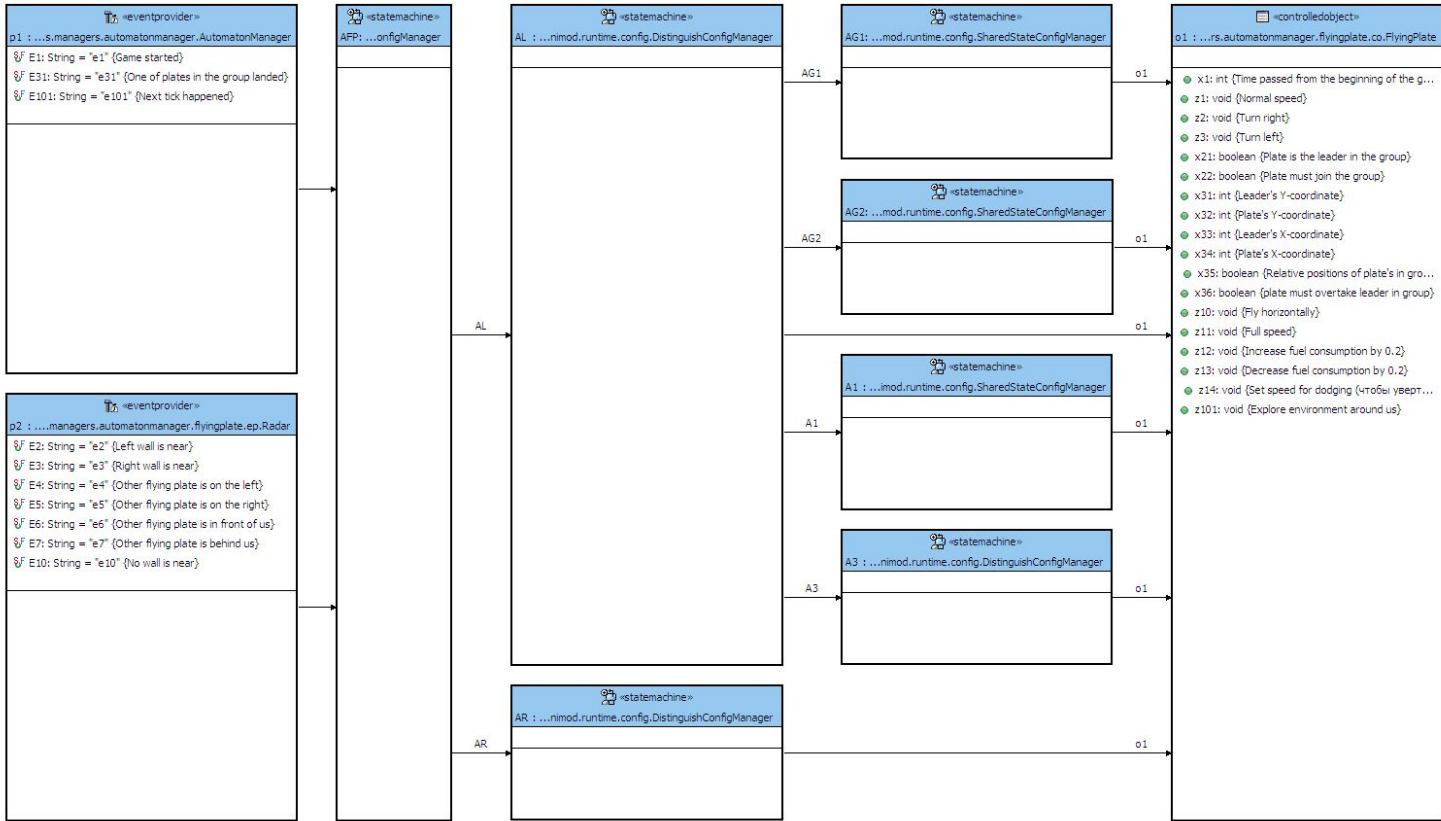 «eventprovider»
p1 : ...s.managers.automatonmanager.AutomatonManager
E1: String = "e1" {Game started}
E31: String = "e31" {One of plates in the group landed}
E101: String = "e101" {Next tick happened}
«eventprovider»
p2 : ....managers.automatonmanager.flyingplate.ep.Radar
E2: String = "e2" {Left wall is near}
E3: String = "e3" {Right wall is near}
E4: String = "e4" {Other flying plate is on the left}
E5: String = "e5" {Other flying plate is on the right}
E6: String = "e6" {Other flying plate is in front of us}
E7: String = "e7" {Other flying plate is behind us}
E10: String = "e10" {No wall is near}
«statemachine»
AFP: ...onfigManager
AL
AR
«statemachine»
AL : ...nimod.runtime.config.DistinguishConfigManager
«statemachine»
AR : ...nimod.runtime.config.DistinguishConfigManager
AG1
AG2
o1
A1
A3
o1
«statemachine»
AG1: ...mod.runtime.config.SharedStateConfigManager
o1
«statemachine»
AG2: ...mod.runtime.config.SharedStateConfigManager
o1
«statemachine»
A1 : ...imod.runtime.config.SharedStateConfigManager
o1
«statemachine»
A3 : ...nimod.runtime.config.DistinguishConfigManager
o1
«controlledobject»
o1 : ...rs.automatonmanager.flyingplate.co.FlyingPlate
x1: int {Time passed from the beginning of the g...
z1: void {Normal speed}
z2: void {Turn right}
z3: void {Turn left}
x21: boolean {Plate is the leader in the group}
x22: boolean {Plate must join the group}
x31: int {Leader's Y-coordinate}
x32: int {Plate's Y-coordinate}
x33: int {Leader's X-coordinate}
x34: int {Plate's X-coordinate}
x35: boolean {Relative positions of plate's in gro...
x36: boolean {plate must overtake leader in group}
z10: void {Fly horizontally}
z11: void {Full speed}
z12: void {Increase fuel consumption by 0.2}
z13: void {Decrease fuel consumption by 0.2}
z14: void {Set speed for dodging (чтобы уверт...
z101: void {Explore environment around us}